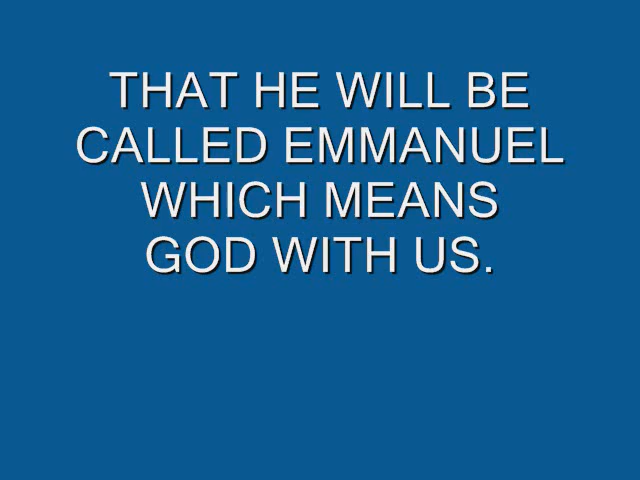 THAT HE WILL BE
CALLED EMMANUEL
WHICH MEANS
GOD WITH US.